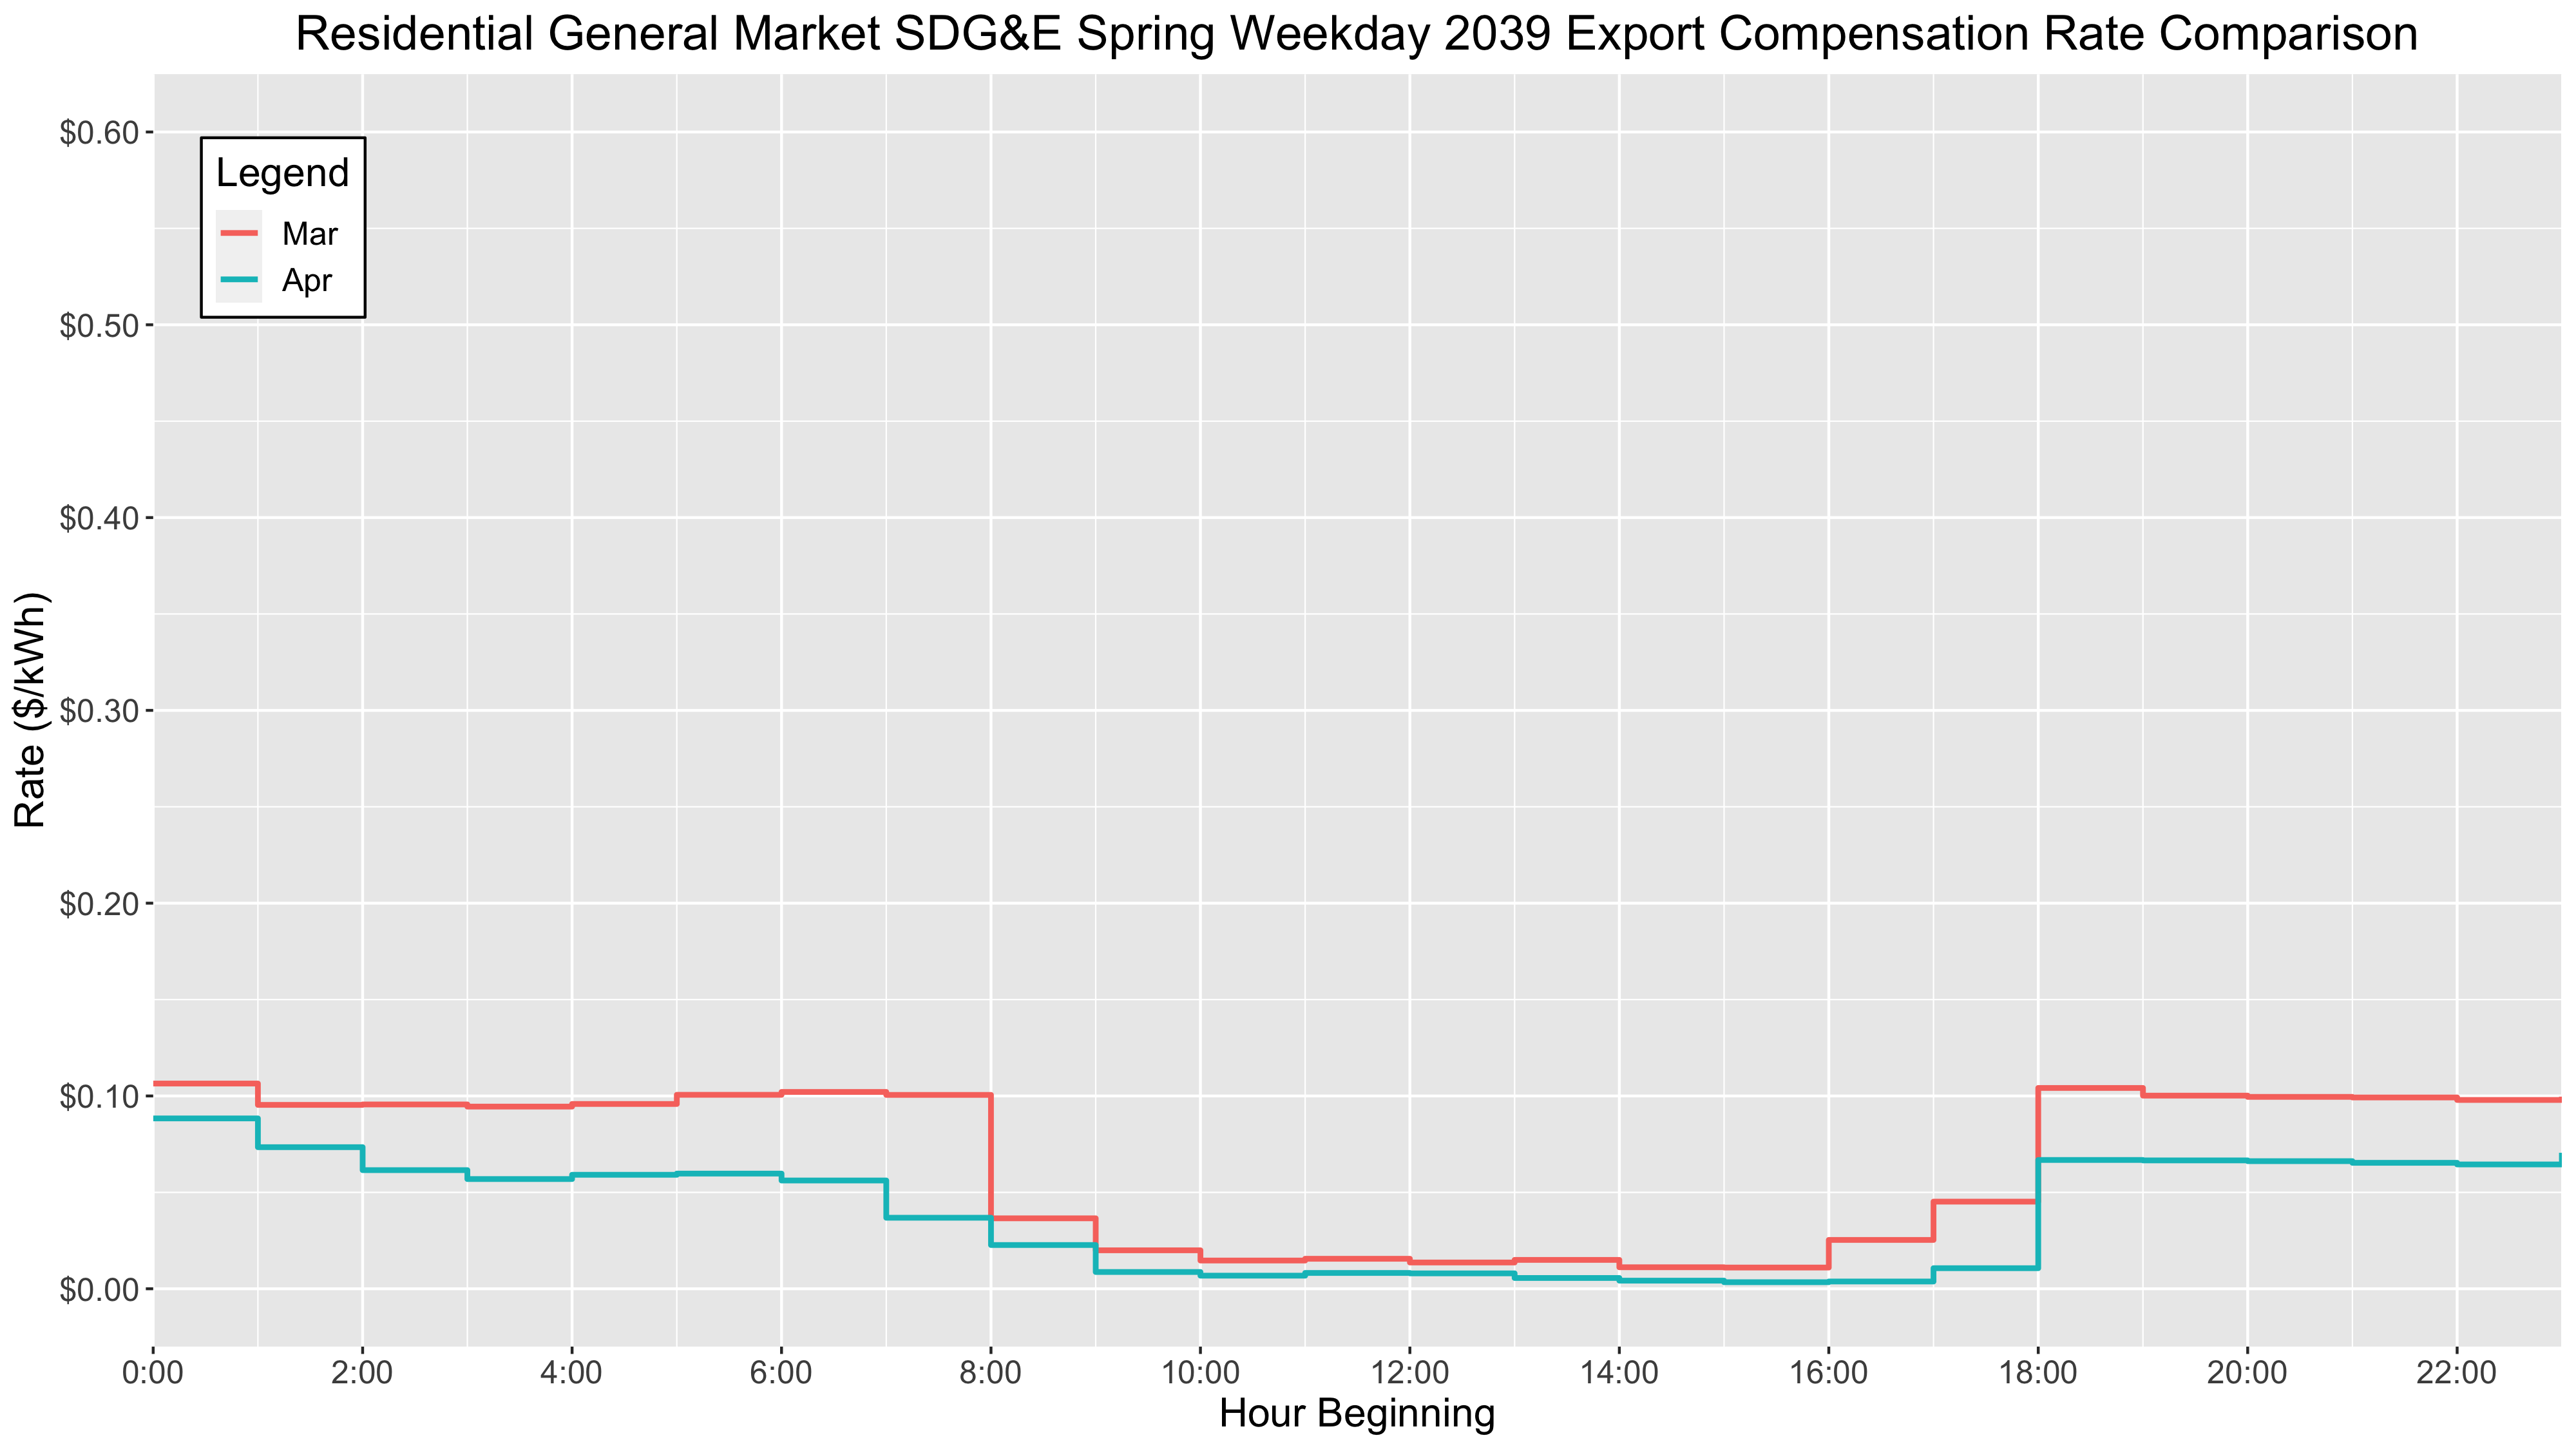 Residential General Market SDG&E Spring Weekday 2039 Export Compensation Rate Comparison
$0.60
Legend
Mar
Apr
$0.50
$0.40
$0.30
$0.20
$0.10
$0.00
Rate ($/kWh)
0:00 2:00 4:00 6:00 8:00 10:00 12:00 14:00 16:00 18:00 20:00 22:00
Hour Beginning